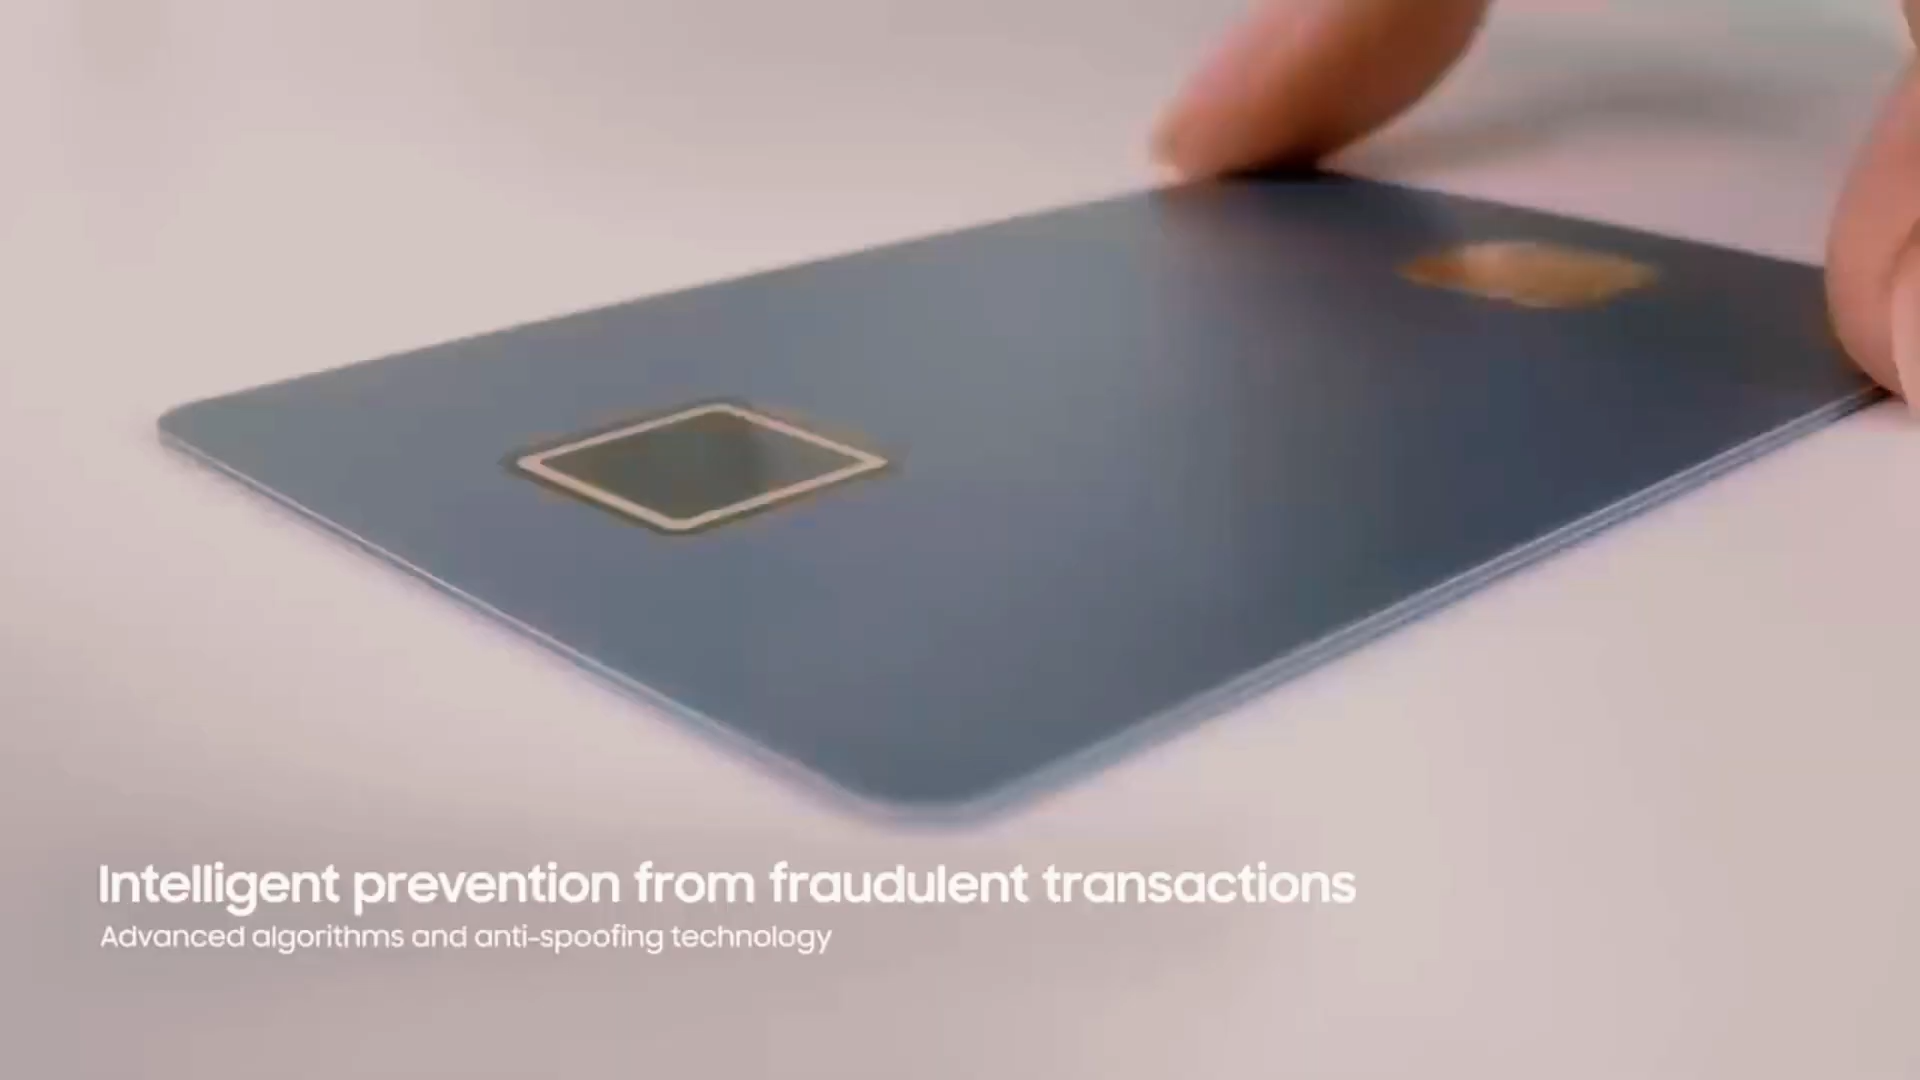 Intelligent prevention from fraudulent transactions
Advanced algorithms and anti-spoofing technology